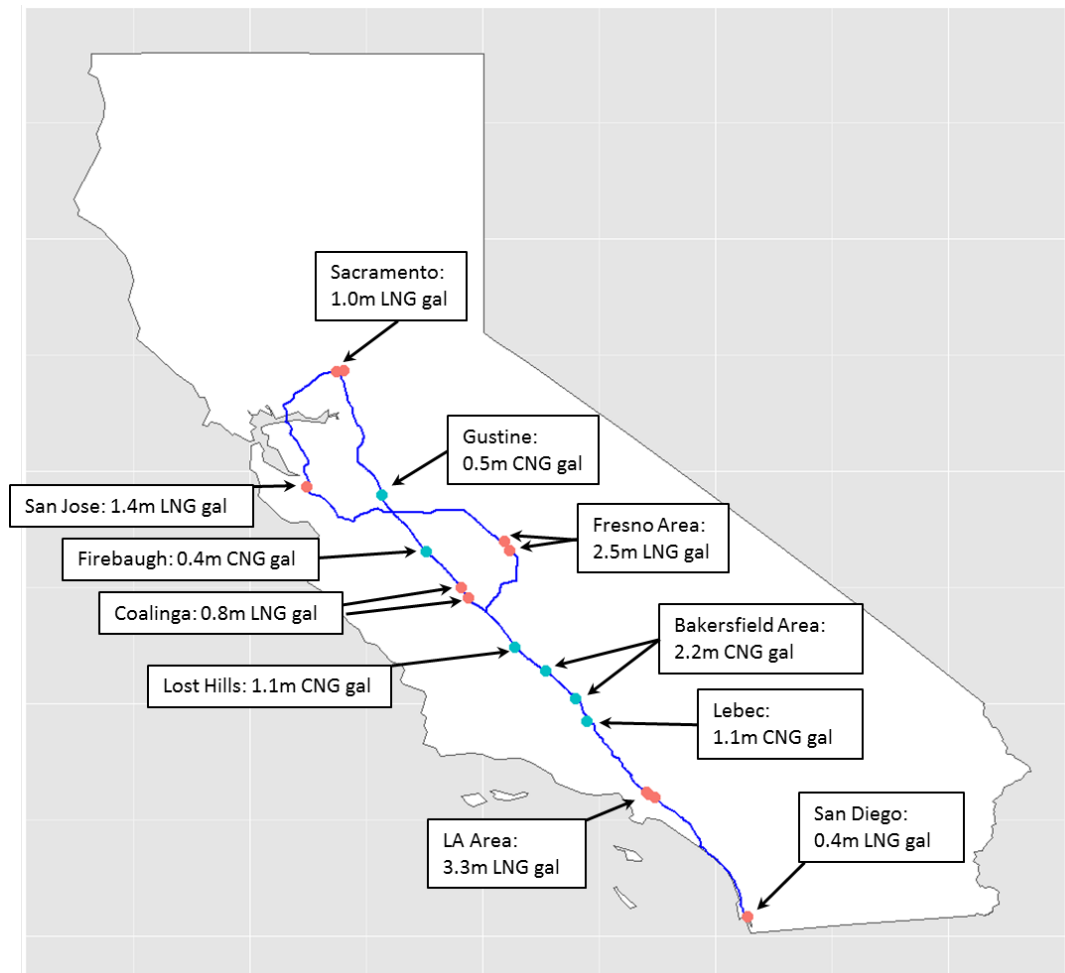 Sacramento:
1.0m LNG gal
Gustine:
0.5m CNG gal
San Jose: 1.4m LNG gal
Fresno Area:
2.5m LNG gal
Firebaugh: 0.4m CNG gal
Coalinga: 0.8m LNG gal
Bakersfield Area:
2.2m CNG gal
Lost Hills: 1.1m CNG gal
Lebec:
1.1m CNG gal
San Diego:
0.4m LNG gal
LA Area:
3.3m LNG gal